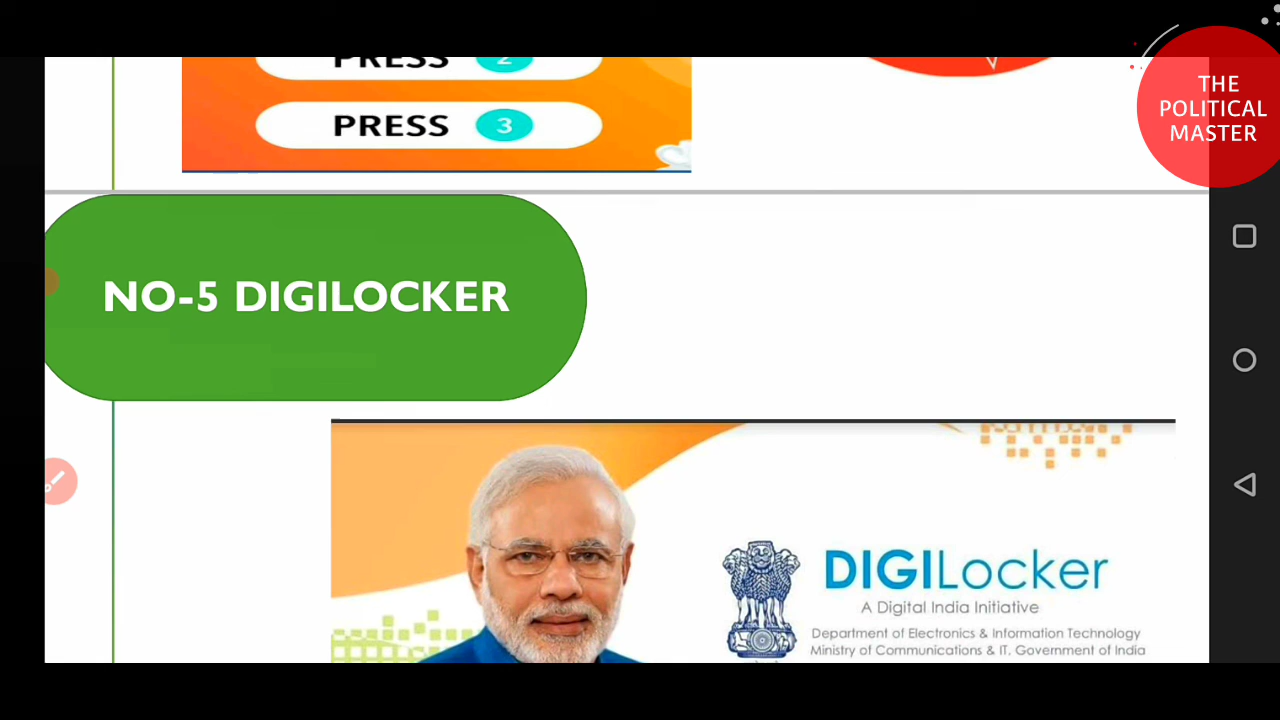 PRESS 2
PRESS 3
THE
POLITICAL
MASTER
NO-5 DIGILOCKER
DIGILocker
A Digital India Initiative
Department of Electronics & Information Technology
Ministry of Communications & IT. Government of India